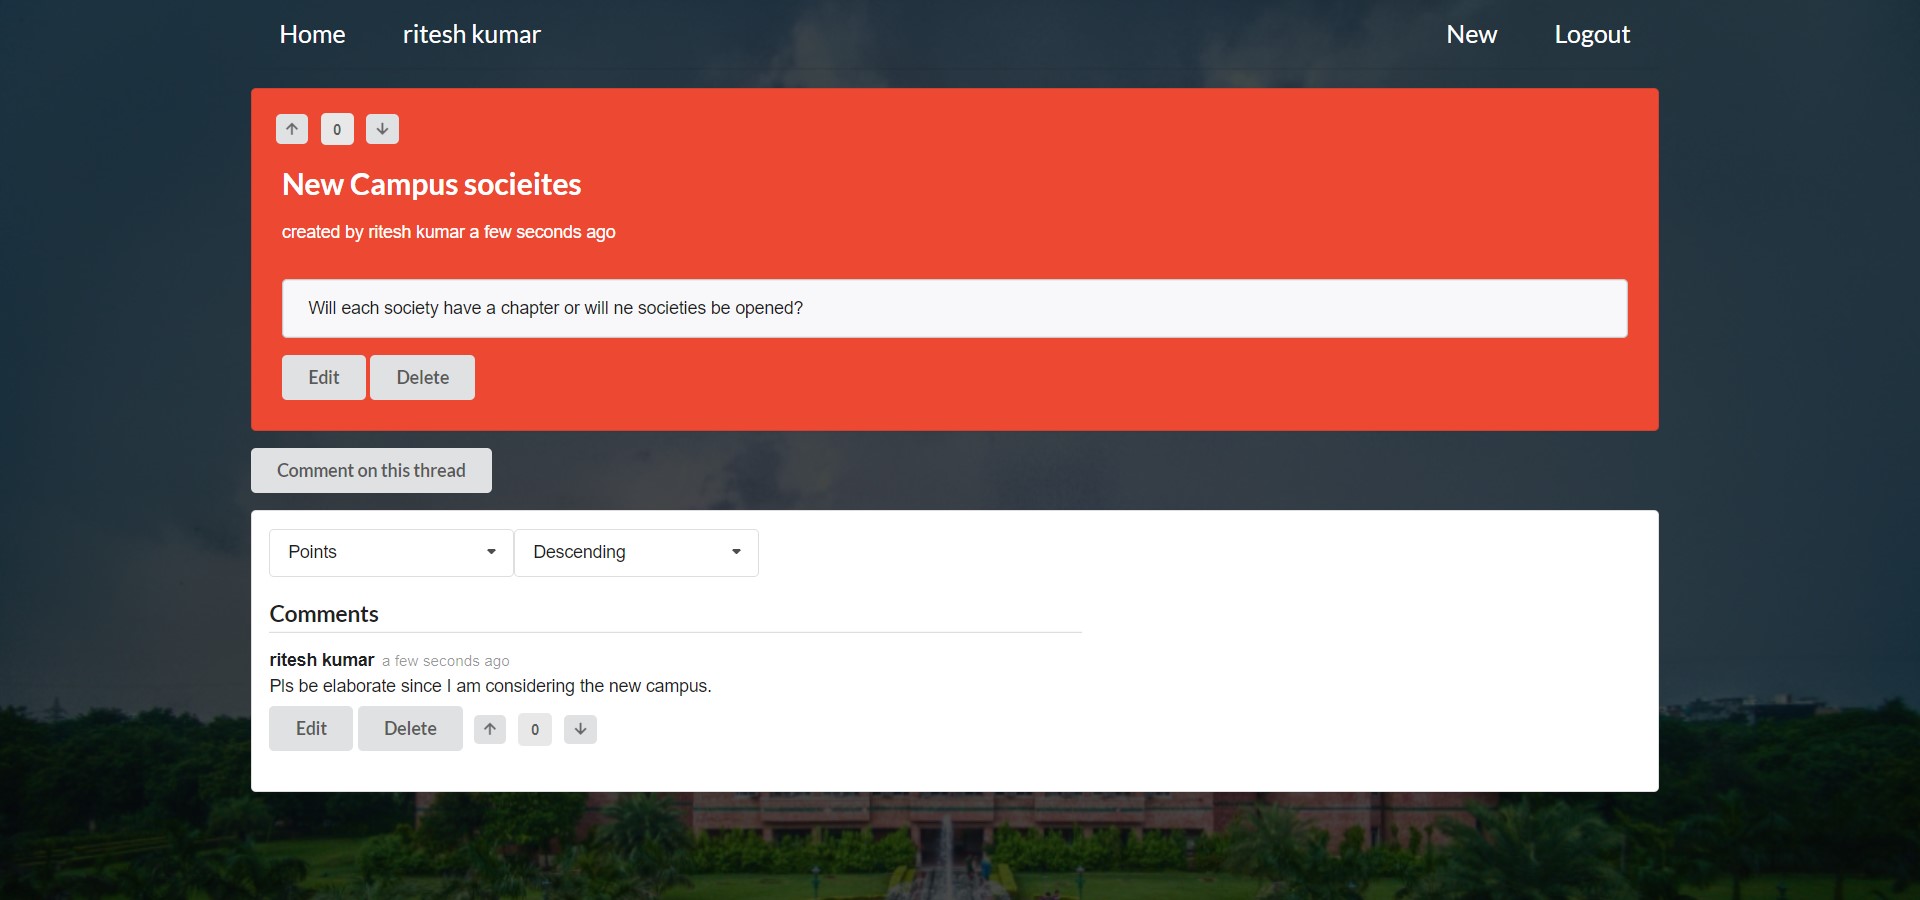 Home ritesh kumar New Logout
0
New Campus socieites
created by ritesh kumar a few seconds ago
Will each society have a chapter or will ne societies be opened?
Edit Delete
Comment on this thread
Points Descending
Comments
ritesh kumar a few seconds ago
Pls be elaborate since I am considering the new campus.
Edit Delete 0